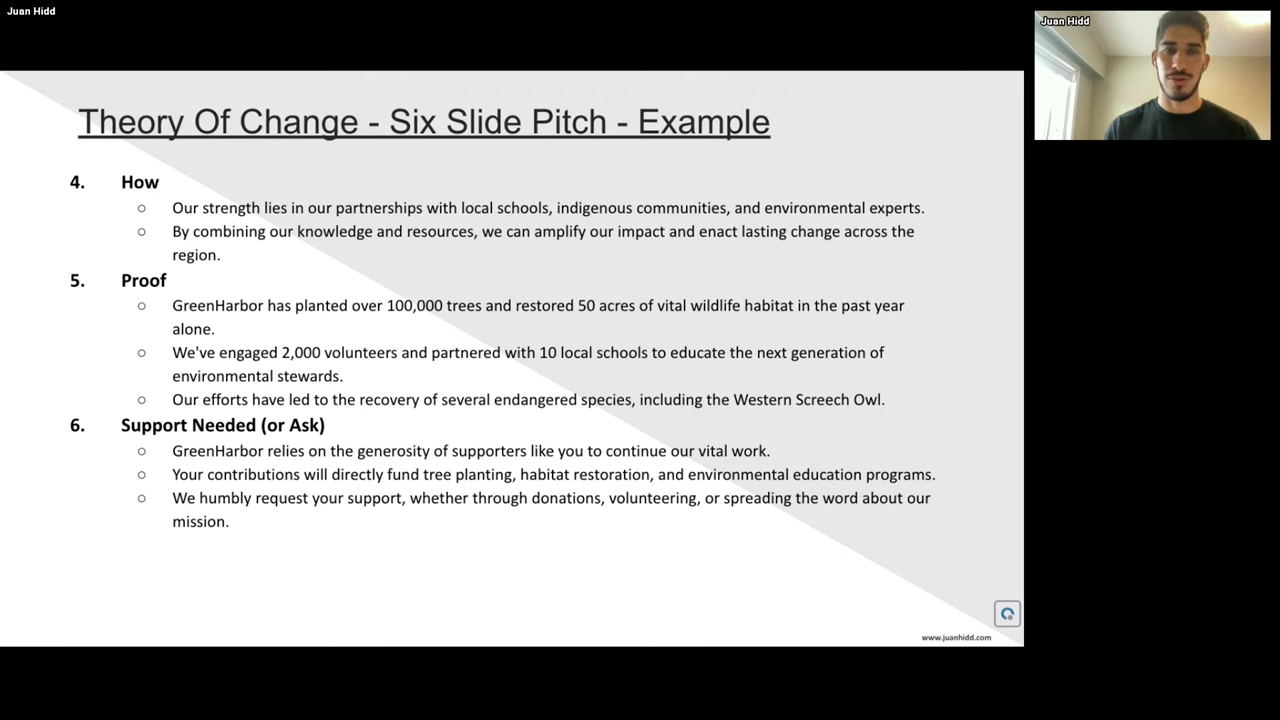 Juan Hidd
Juan Hidd
Theory Of Change - Six Slide Pitch - Example
4. How
○ Our strength lies in our partnerships with local schools, indigenous communities, and environmental experts.
○ By combining our knowledge and resources, we can amplify our impact and enact lasting change across the
region.
5. Proof
○ GreenHarbor has planted over 100,000 trees and restored 50 acres of vital wildlife habitat in the past year
alone.
○ We've engaged 2,000 volunteers and partnered with 10 local schools to educate the next generation of
environmental stewards.
○ Our efforts have led to the recovery of several endangered species, including the Western Screech Owl.
6. Support Needed (or Ask)
○ GreenHarbor relies on the generosity of supporters like you to continue our vital work.
○ Your contributions will directly fund tree planting, habitat restoration, and environmental education programs.
○ We humbly request your support, whether through donations, volunteering, or spreading the word about our
mission.
www.juanhidd.com